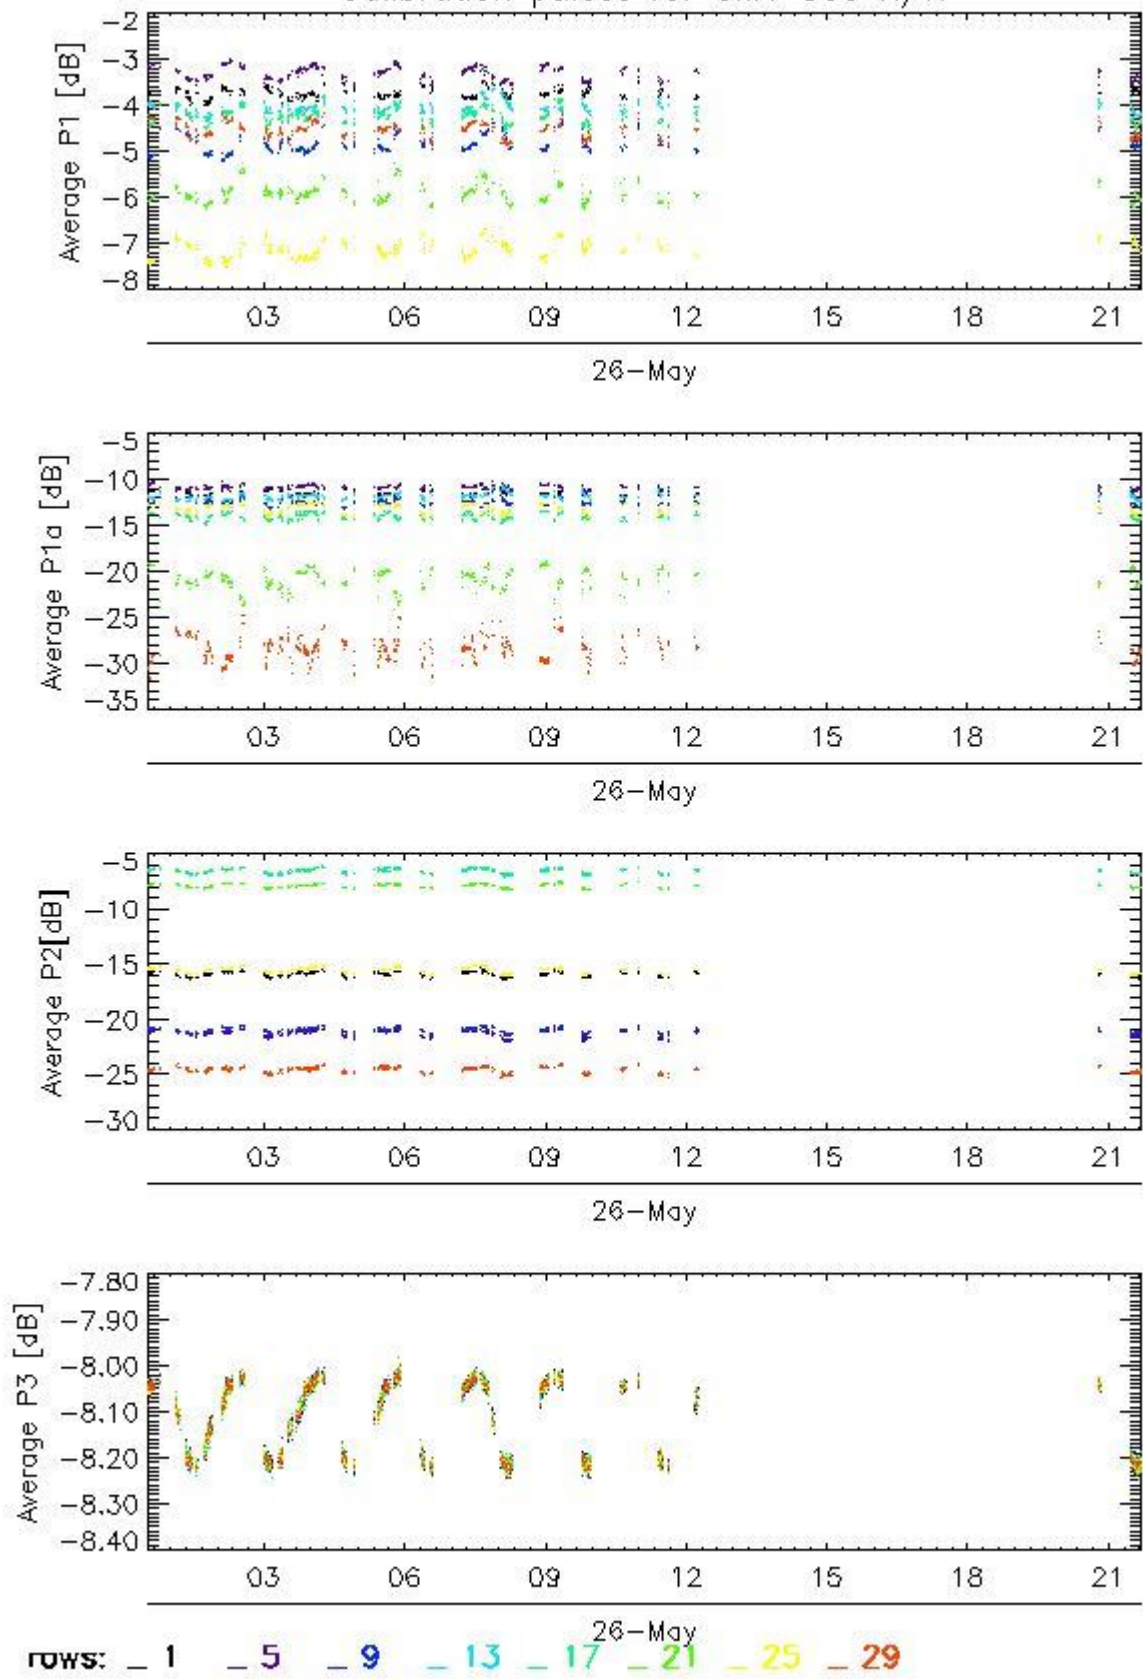 -2
-3
-4
-5
-6
-7
-8
Average P1 [dB]
03 06 09 12 15 18 21
26-May
-5
-10
-15
-20
-25
-30
-35
Average P1a [dB]
03 06 09 12 15 18 21
26-May
-5
-10
-15
-20
-25
-30
Average P2[dB]
03 06 09 12 15 18 21
26-May
-7.80
-7.90
-8.00
-8.10
-8.20
-8.30
-8.40
Average P3 [dB]
03 06 09 12 15 18 21
26-May
rows: _ 1 _ 5 _ 9 _ 13 _ 17 _ 21 _ 25 _ 29